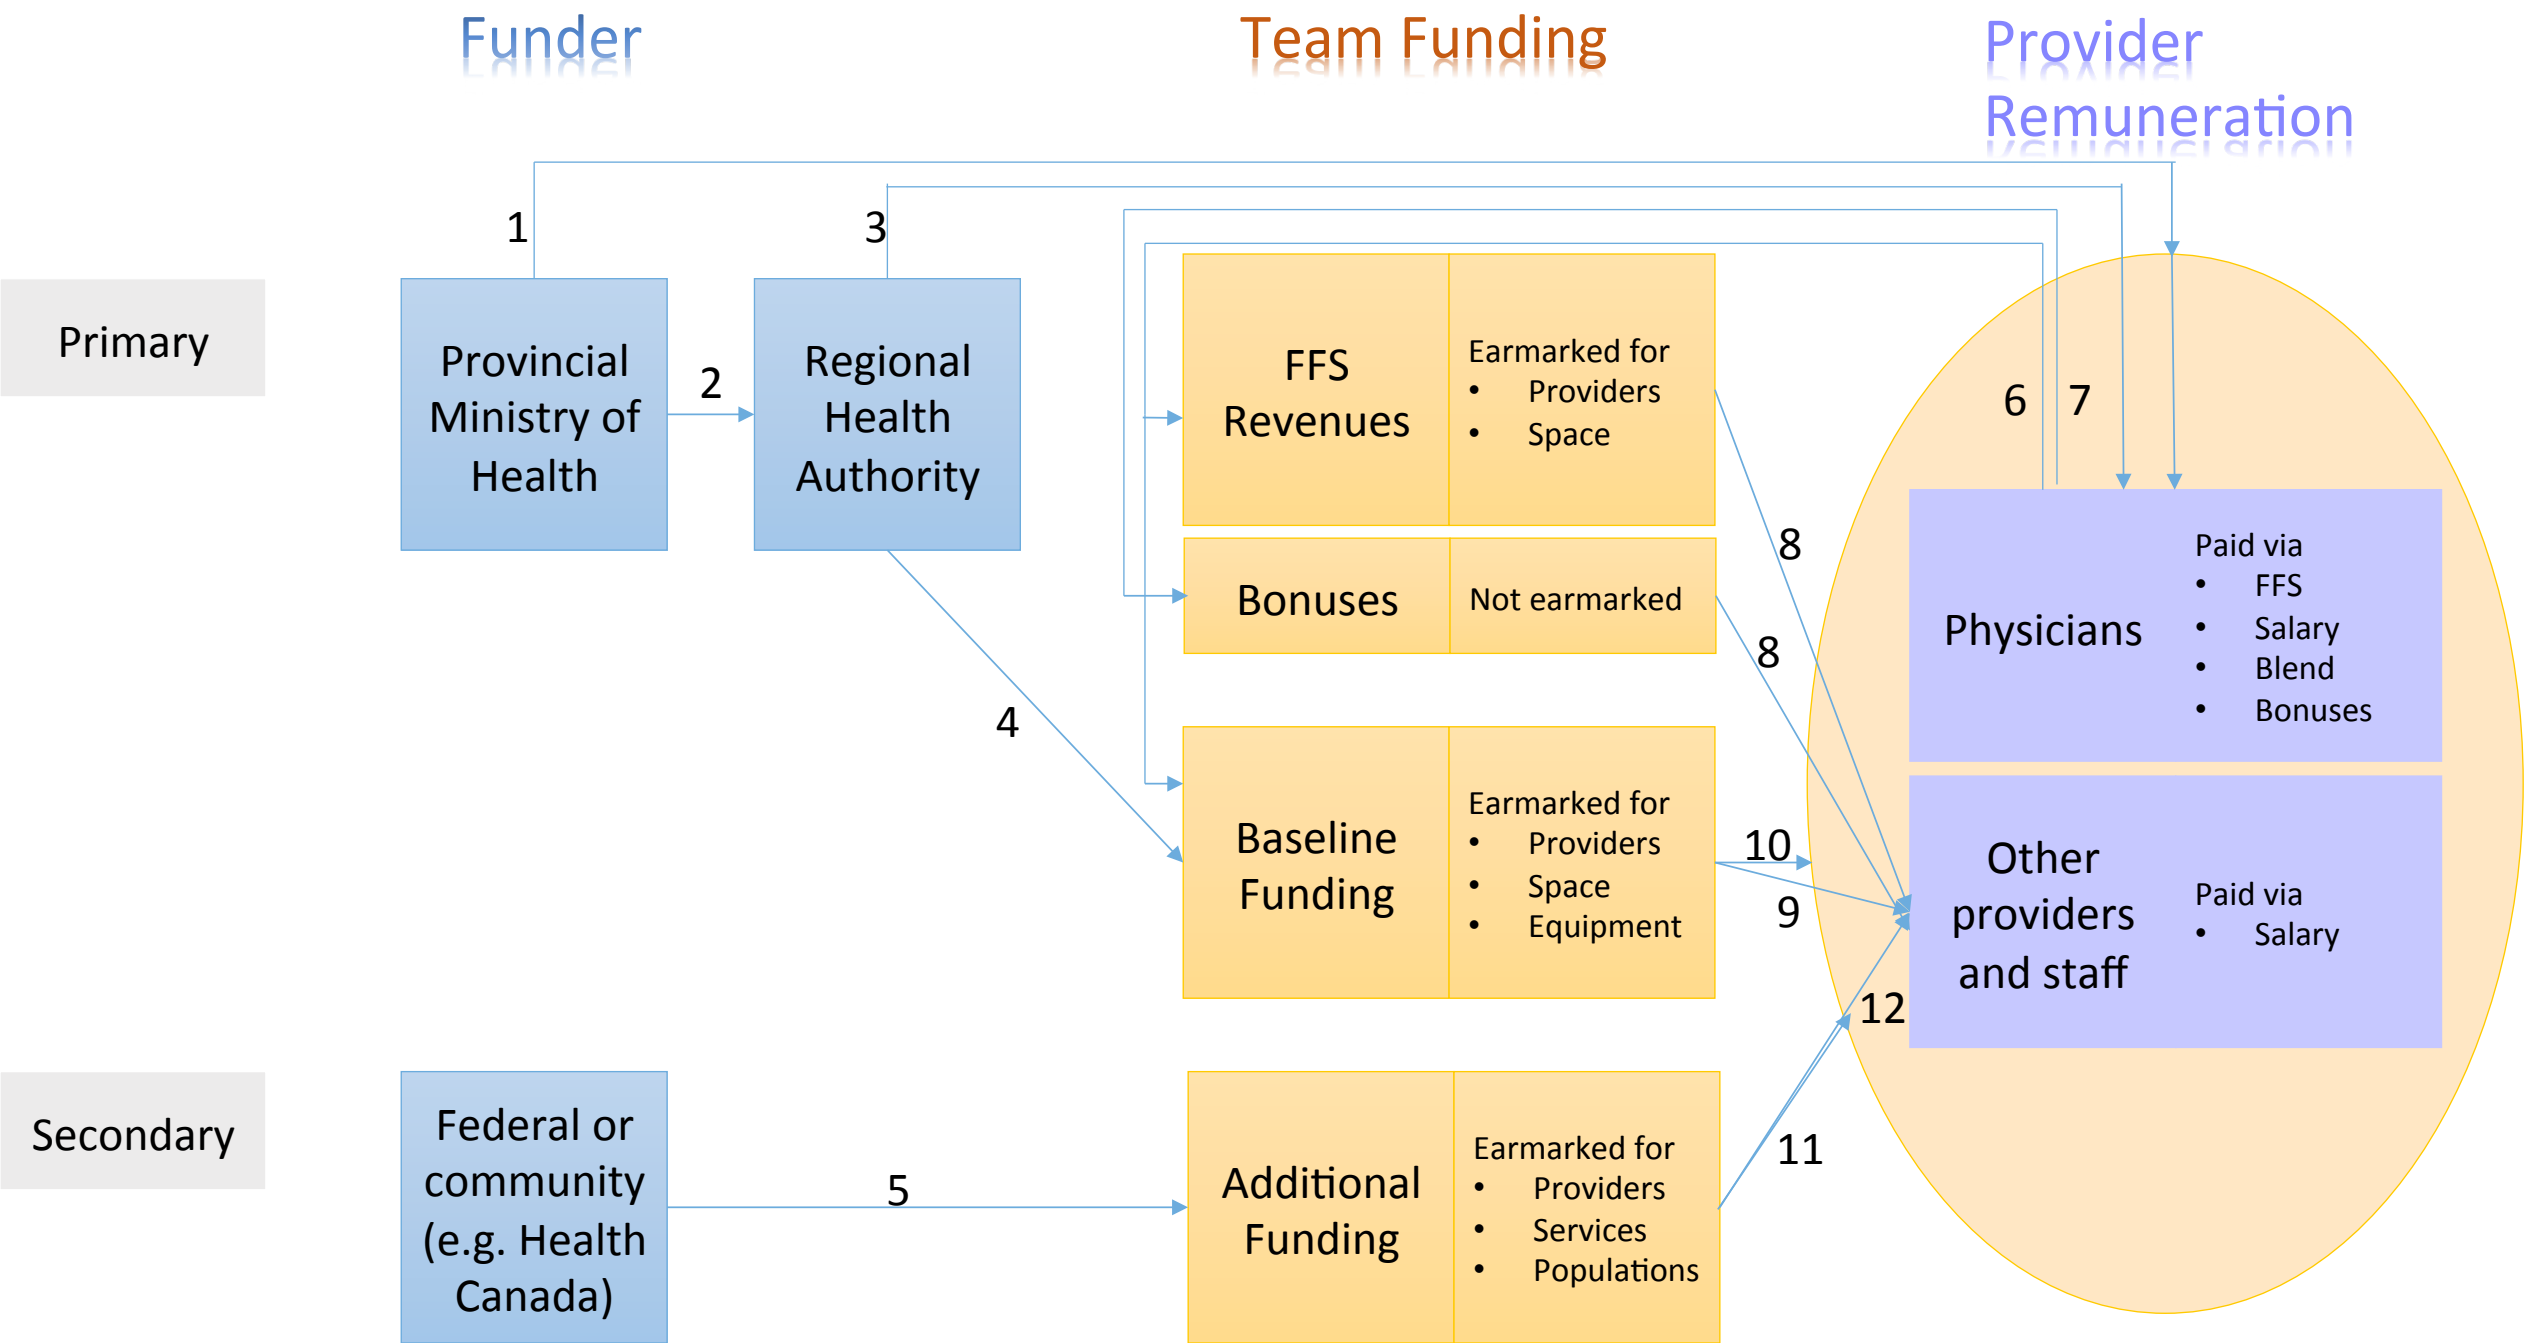 Funder
Team Funding
Provider
Remuneration
1
3
Primary
Provincial
Ministry of
Health
2
Regional
Health
Authority
FFS
Revenues
Earmarked for
• Providers
• Space
6
7
8
Bonuses
Not earmarked
8
Physicians
Paid via
• FFS
• Salary
• Blend
• Bonuses
4
Baseline
Funding
Earmarked for
• Providers
• Space
• Equipment
10
9
Other
providers
and staff
Paid via
• Salary
12
Secondary
Federal or
community
(e.g. Health
Canada)
5
Additional
Funding
Earmarked for
• Providers
• Services
• Populations
11